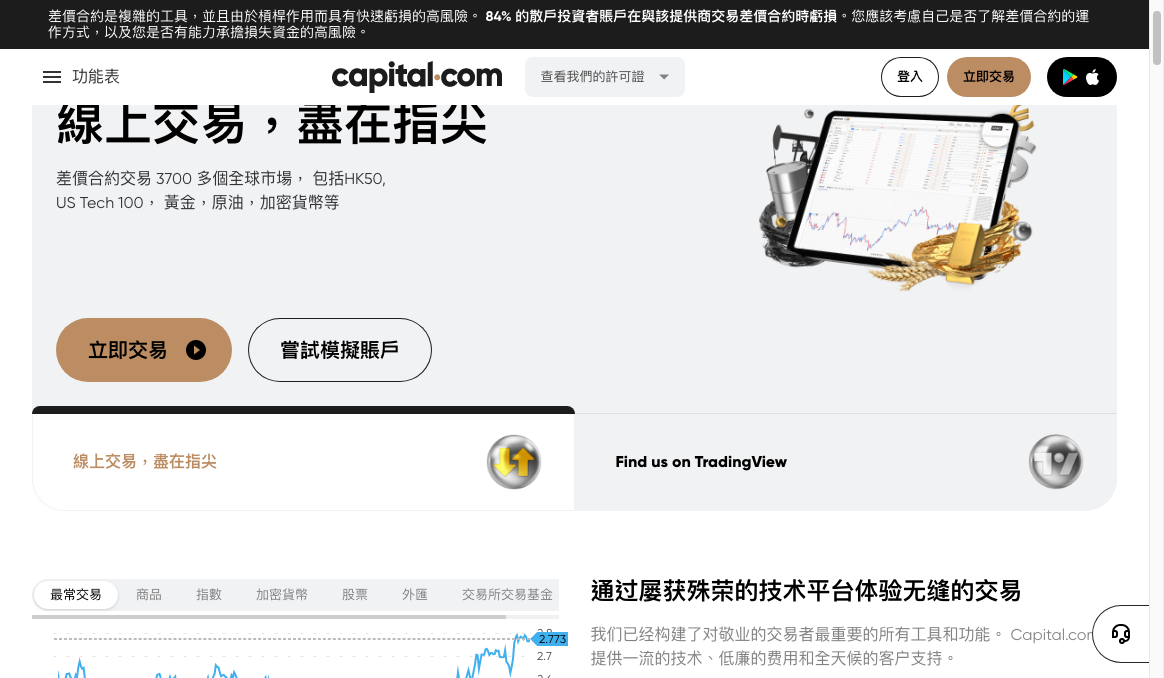 差價合約是複雜的工具，並且由於槓桿作用而具有快速虧損的高風險。 84% 的散戶投資者賬戶在與該提供商交易差價合約時虧損。您應該考慮自己是否了解差價合約的運
作方式，以及您是否有能力承擔損失資金的高風險。
功能表
capital.com
查看我們的許可證
登入
立即交易
線上交易，盡在指尖
差價合約交易 3700 多個全球市場， 包括HK50,
US Tech 100， 黃金，原油，加密貨幣等
立即交易
嘗試模擬賬戶
線上交易，盡在指尖
Find us on TradingView
最常交易
商品
指數
加密貨幣
股票
外匯
交易所交易基金
2.773
2.7
通过屡获殊荣的技术平台体验无缝的交易
我们已经构建了对敬业的交易者最重要的所有工具和功能。 Capital.com
提供一流的技术、低廉的费用和全天候的客户支持。